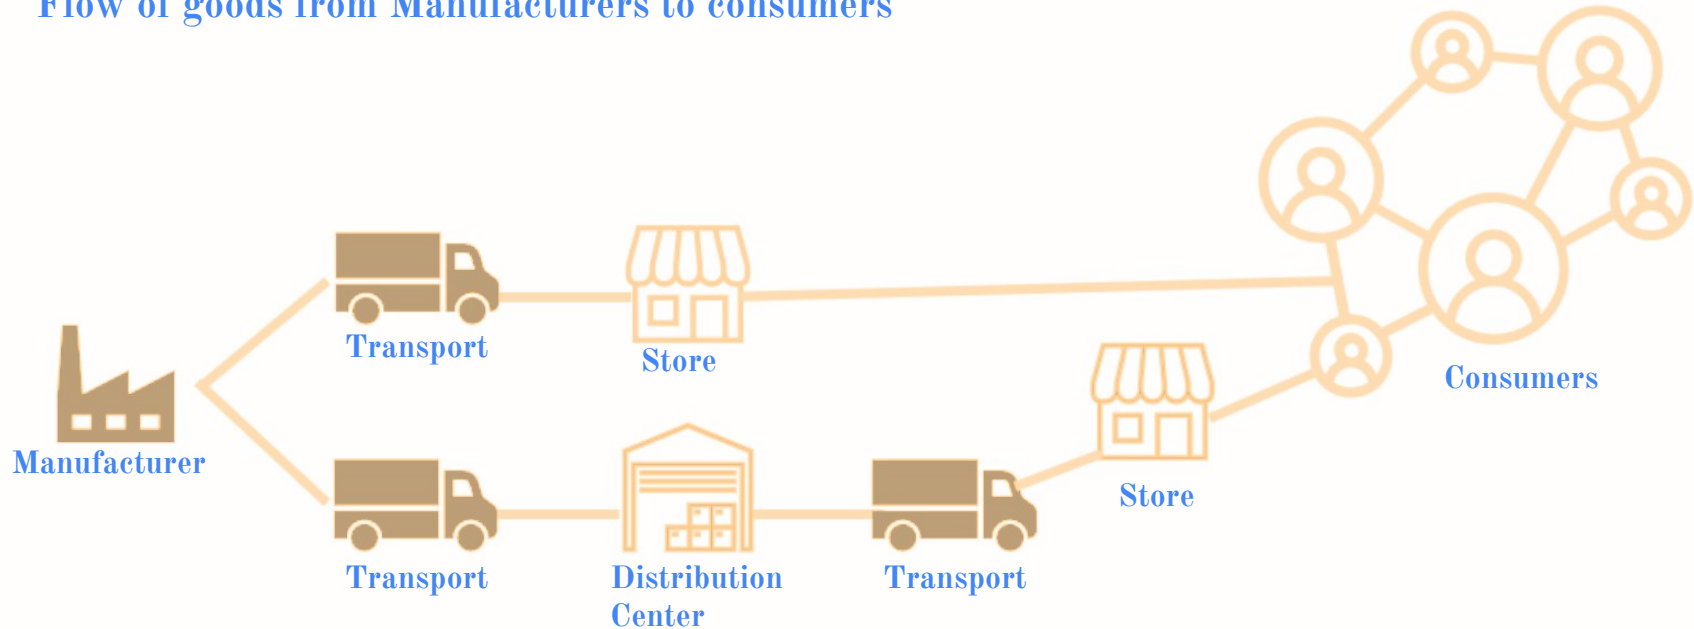 Flow of goods from Manufacturers to consumers
Transport
Store
Manufacturer
Consumers
Store
Transport
Distribution
Center
Transport